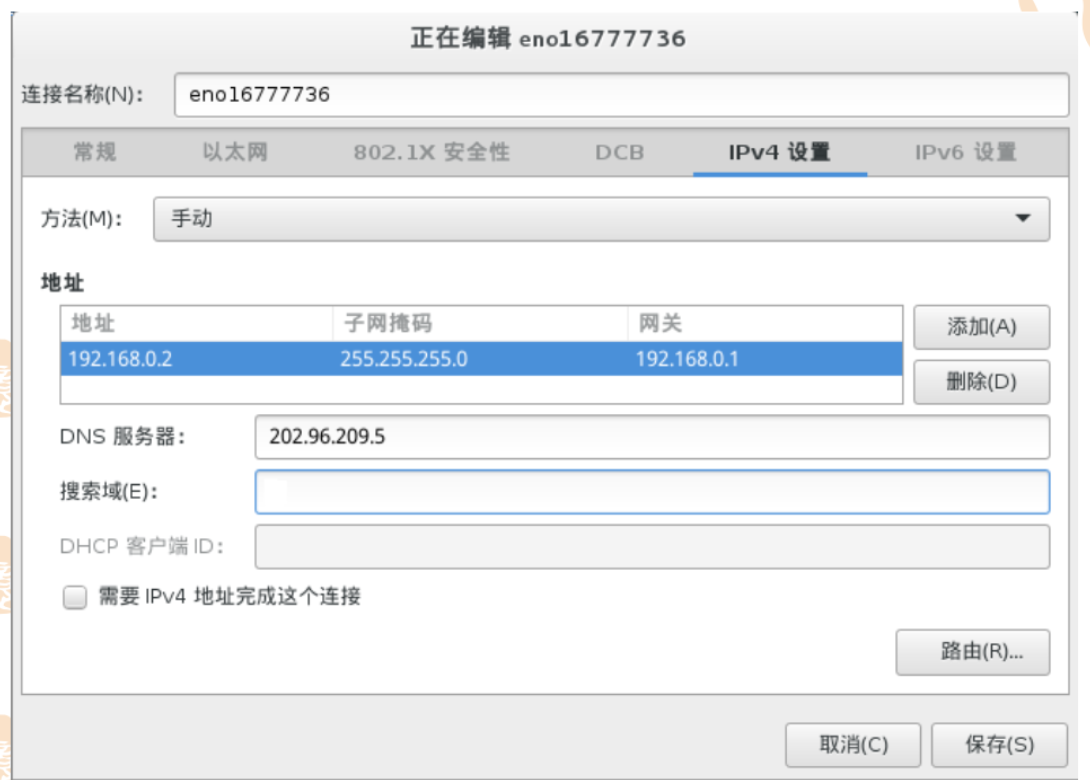 正在编辑 eno16777736
连接名称(N): eno16777736
常规 以太网 802.1X 安全性 DCB IPv4 设置 IPv6 设置
方法(M): 手动
地址
地址 子网掩码 网关 添加(A)
192.168.0.2 255.255.255.0 192.168.0.1
删除(D)
DNS 服务器: 202.96.209.5
搜索域(E):
DHCP 客户端 ID:
需要 IPv4 地址完成这个连接
路由(R)...
取消(C) 保存(S)